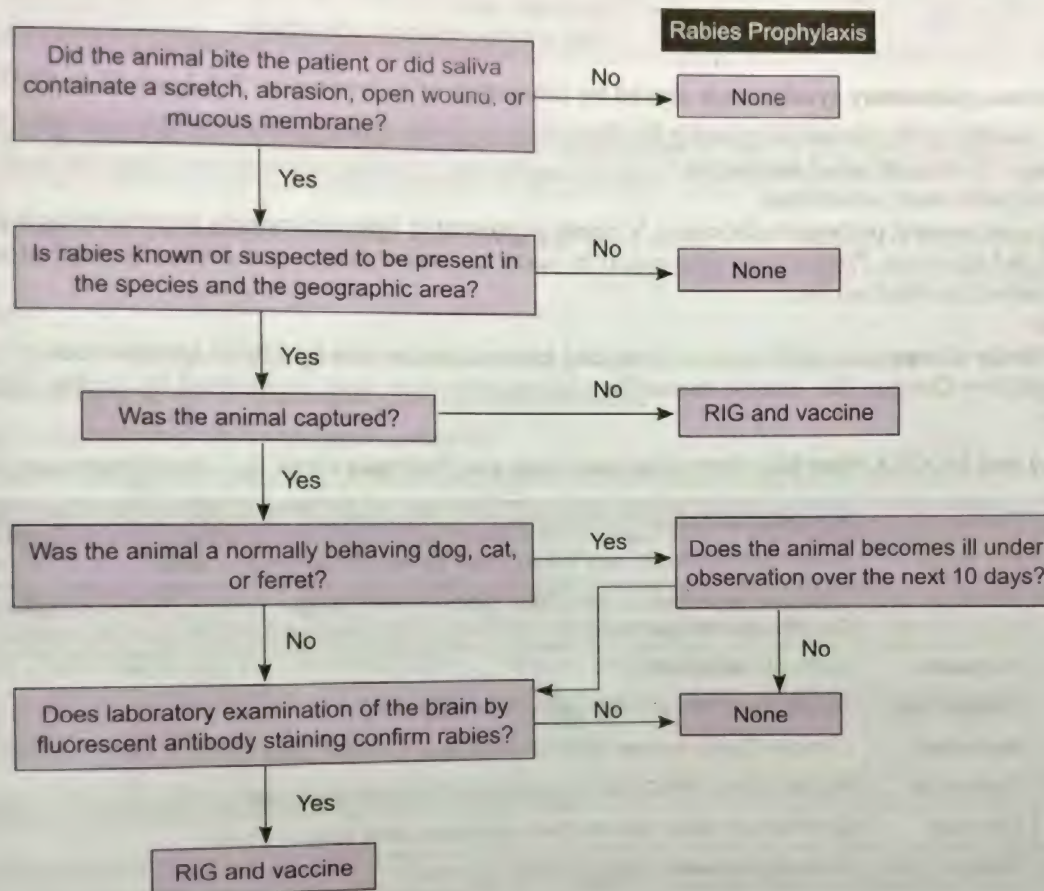 Rabies Prophylaxis
Did the animal bite the patient or did saliva
containate a scretch, abrasion, open wounu, or
mucous membrane?
No
None
Yes
Is rabies known or suspected to be present in
the species and the geographic area?
No
None
Yes
Was the animal captured?
No
RIG and vaccine
Yes
Was the animal a normally behaving dog, cat,
or ferret?
Yes
Does the animal becomes ill under
observation over the next 10 days?
No
No
Does laboratory examination of the brain by
fluorescent antibody staining confirm rabies?
No
None
Yes
RIG and vaccine